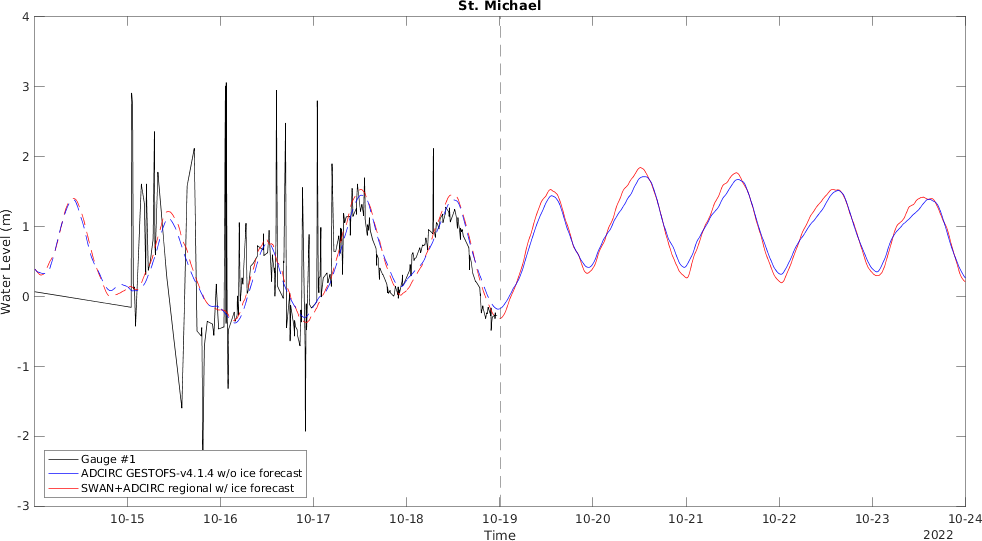 St. Michael
Water Level (m)
4
3
2
1
0
-1
-2
-3
Gauge #1
ADCIRC GESTOFS-v4.1.4 w/o ice forecast
SWAN+ADCIRC regional w/ ice forecast
10-15 10-16 10-17 10-18 10-19 10-20 10-21 10-22 10-23 10-24
Time
2022